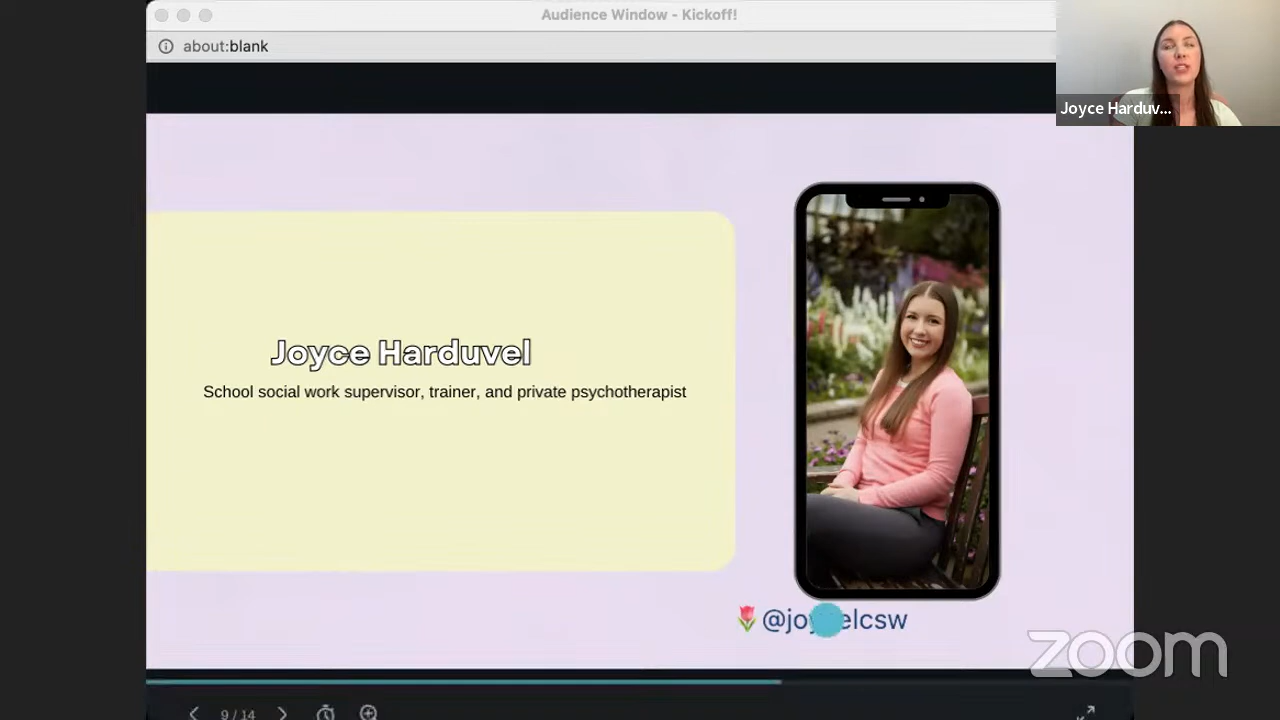 Audience Window - Kickoff!
about:blank
Joyce Harduv...
Joyce Harduvel
School social work supervisor, trainer, and private psychotherapist
zoom
9 / 14